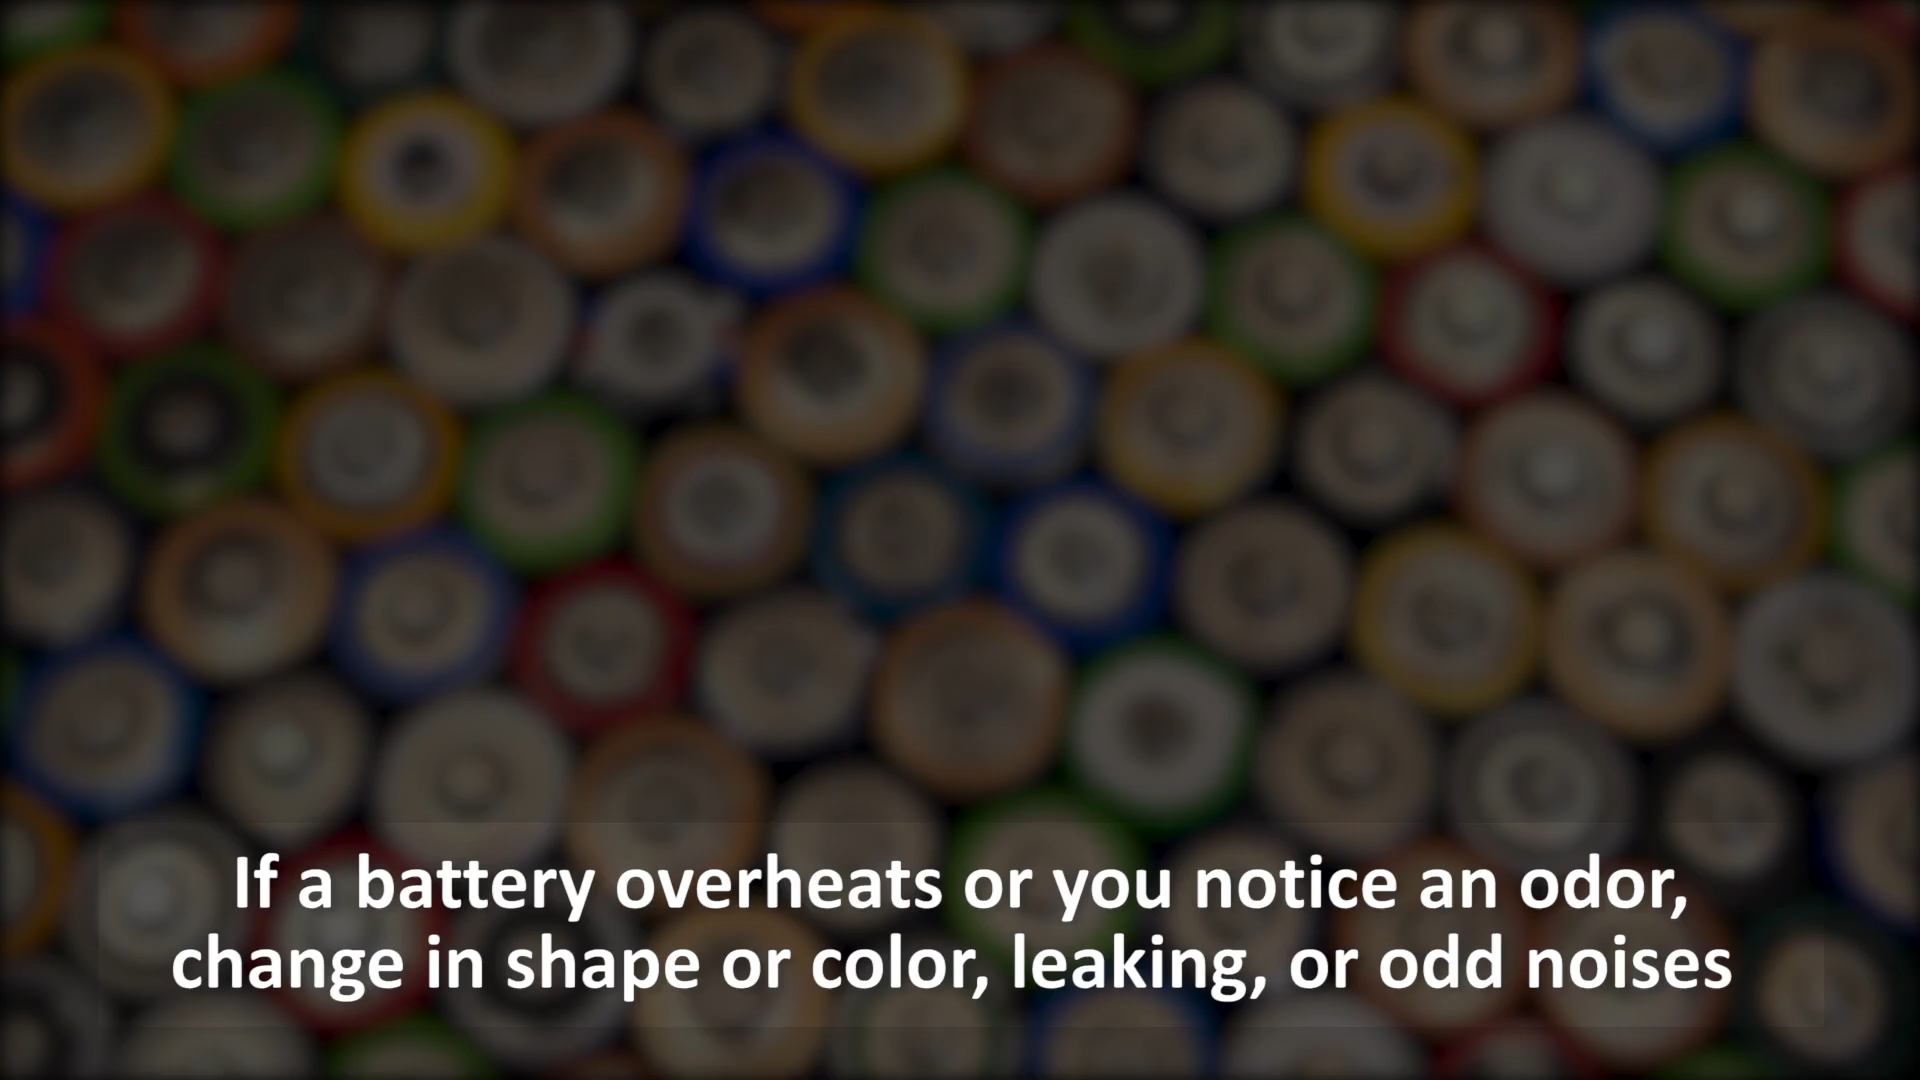 If a battery overheats or you notice an odor,
change in shape or color, leaking, or odd noises